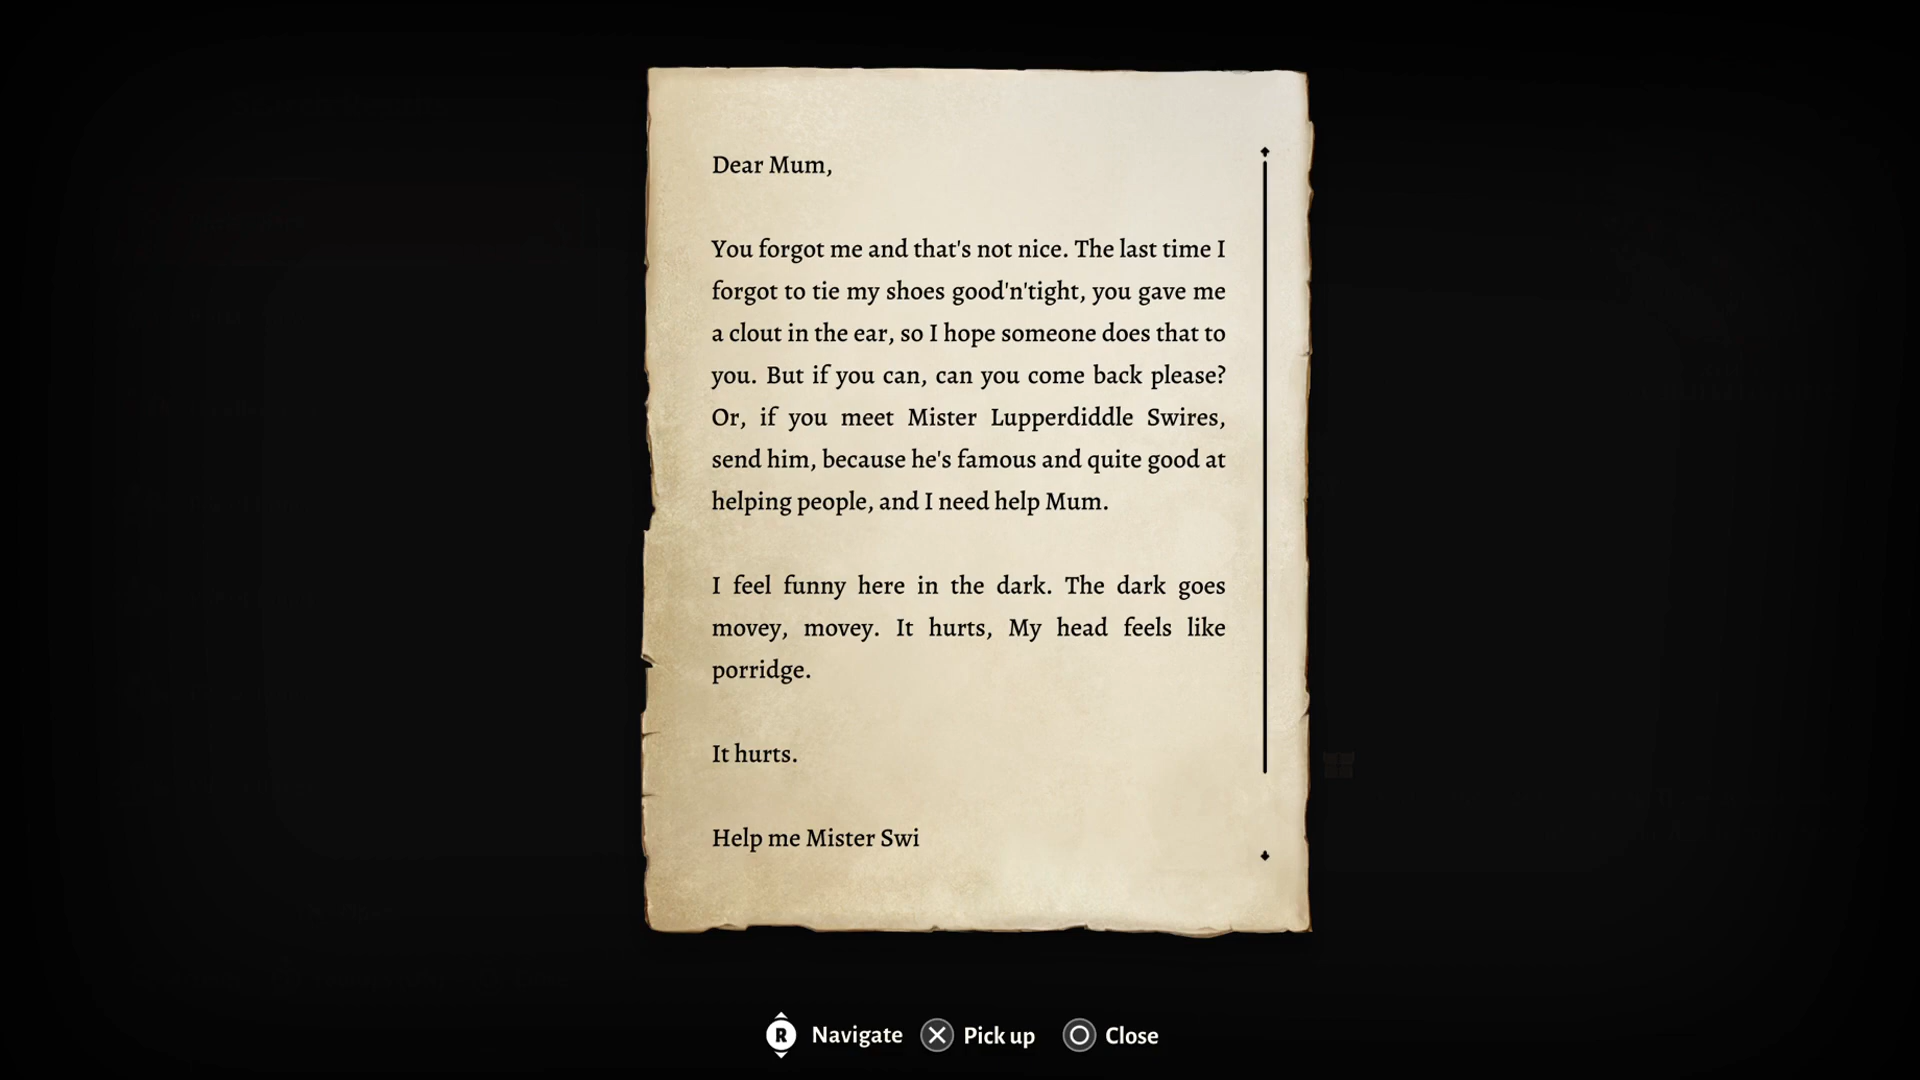 Dear Mum,
You forgot me and that's not nice. The last time I
forgot to tie my shoes good'n'tight, you gave me
a clout in the ear, so I hope someone does that to
you. But if you can, can you come back please?
Or, if you meet Mister Lupperdiddle Swires,
send him, because he's famous and quite good at
helping people, and I need help Mum.
I feel funny here in the dark. The dark goes
movey, movey. It hurts, My head feels like
porridge.
It hurts.
Help me Mister Swi
R Navigate Pick up Close